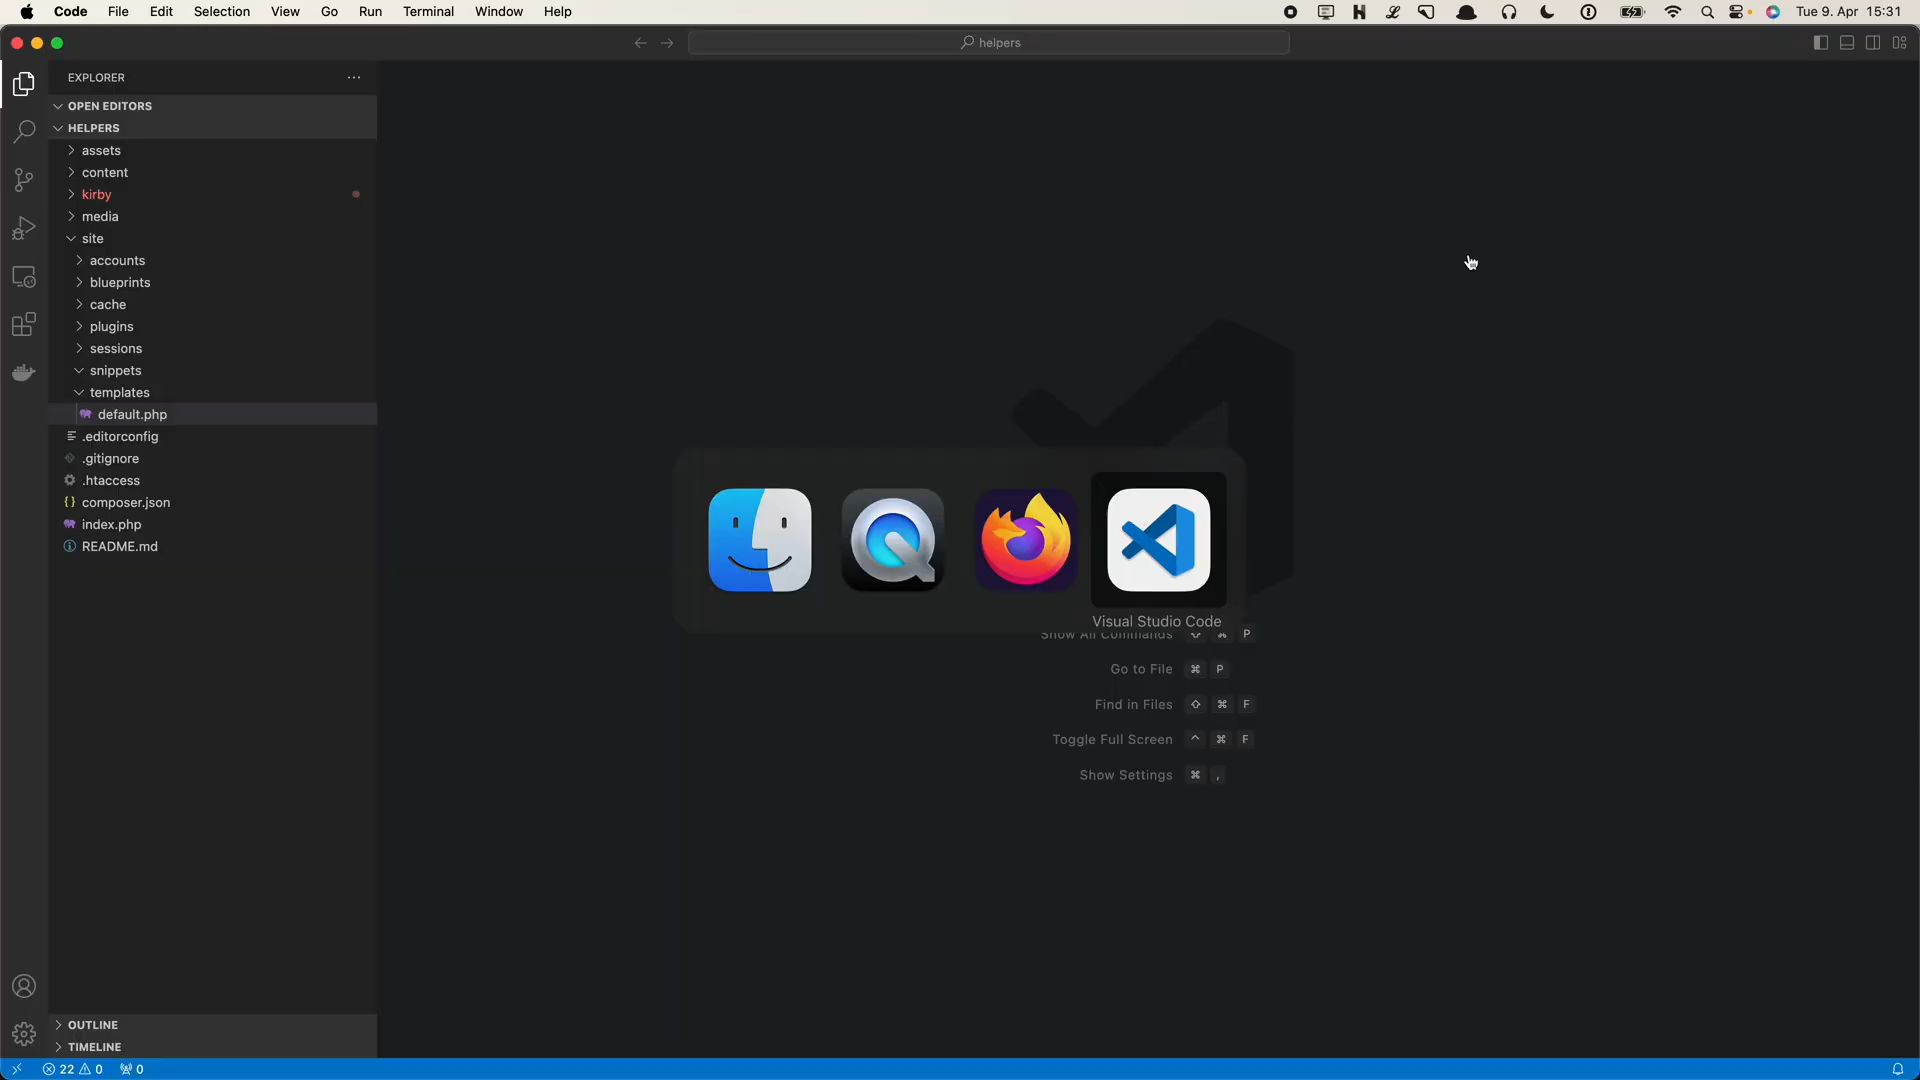 Code File Edit Selection View Go Run Terminal Window Help Tue 9. Apr 15:31
helpers
EXPLORER
OPEN EDITORS
HELPERS
assets
content
kirby
media
site
accounts
blueprints
cache
plugins
sessions
snippets
templates
default.php
.editorconfig
.gitignore
.htaccess
composer.json
index.php
README.md
Visual Studio Code
Show All Commands ⇧ ⌘ P
Go to File ⌘ P
Find in Files ⇧ ⌘ F
Toggle Full Screen ^ ⌘ F
Show Settings ⌘ ,
OUTLINE
TIMELINE
22 0 0